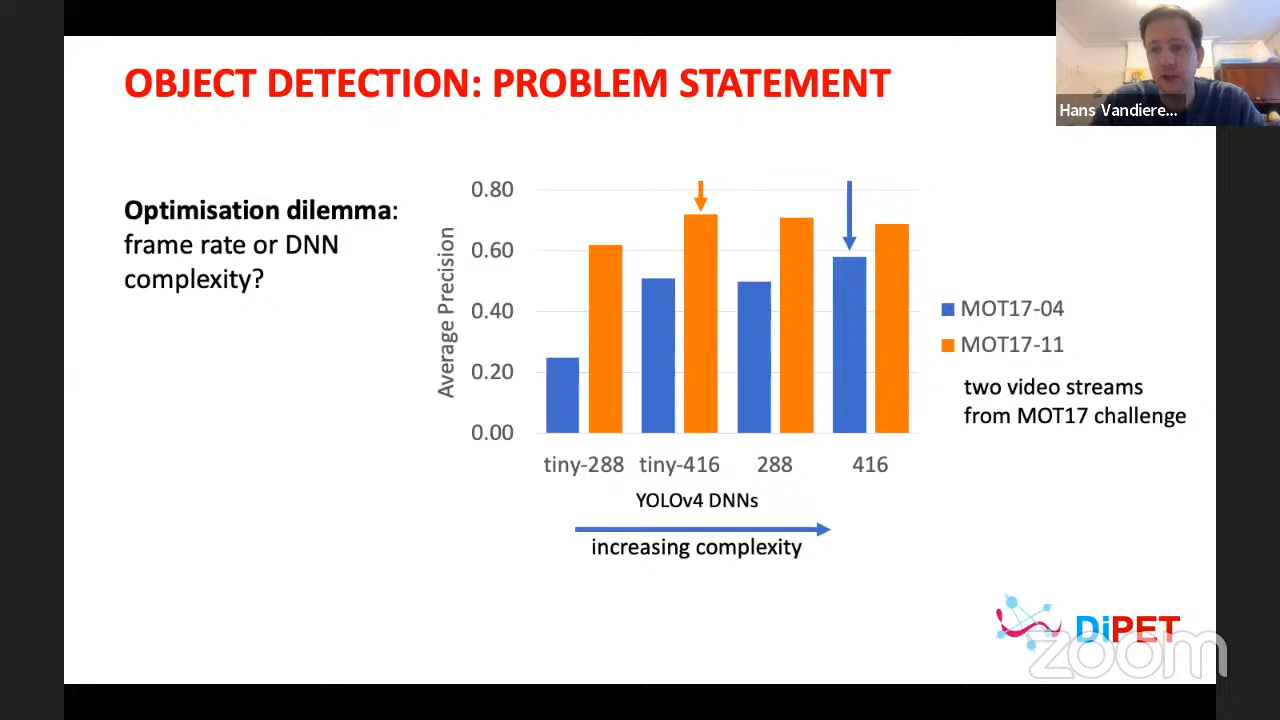 OBJECT DETECTION: PROBLEM STATEMENT
Hans Vandiere...
Optimisation dilemma:
frame rate or DNN
complexity?
Average Precision
0.80
0.60
0.40
0.20
0.00
tiny-288 tiny-416 288 416
YOLOv4 DNNs
increasing complexity
MOT17-04
MOT17-11
two video streams
from MOT17 challenge
DiPET
zoom